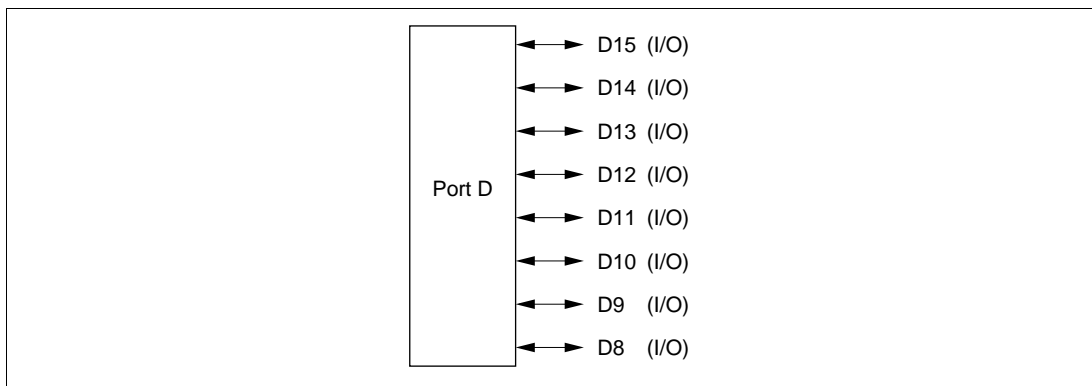 D15 (I/O)
D14 (I/O)
D13 (I/O)
D12 (I/O)
Port D
D11 (I/O)
D10 (I/O)
D9 (I/O)
D8 (I/O)